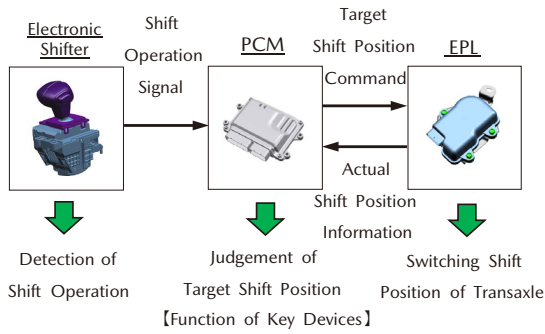 Electronic
Shifter
Shift
Operation
Signal
PCM
Target
Shift Position
Command
EPL
Actual
Shift Position
Information
Detection of
Shift Operation
Judgement of
Target Shift Position
Switching Shift
Position of Transaxle
【Function of Key Devices】